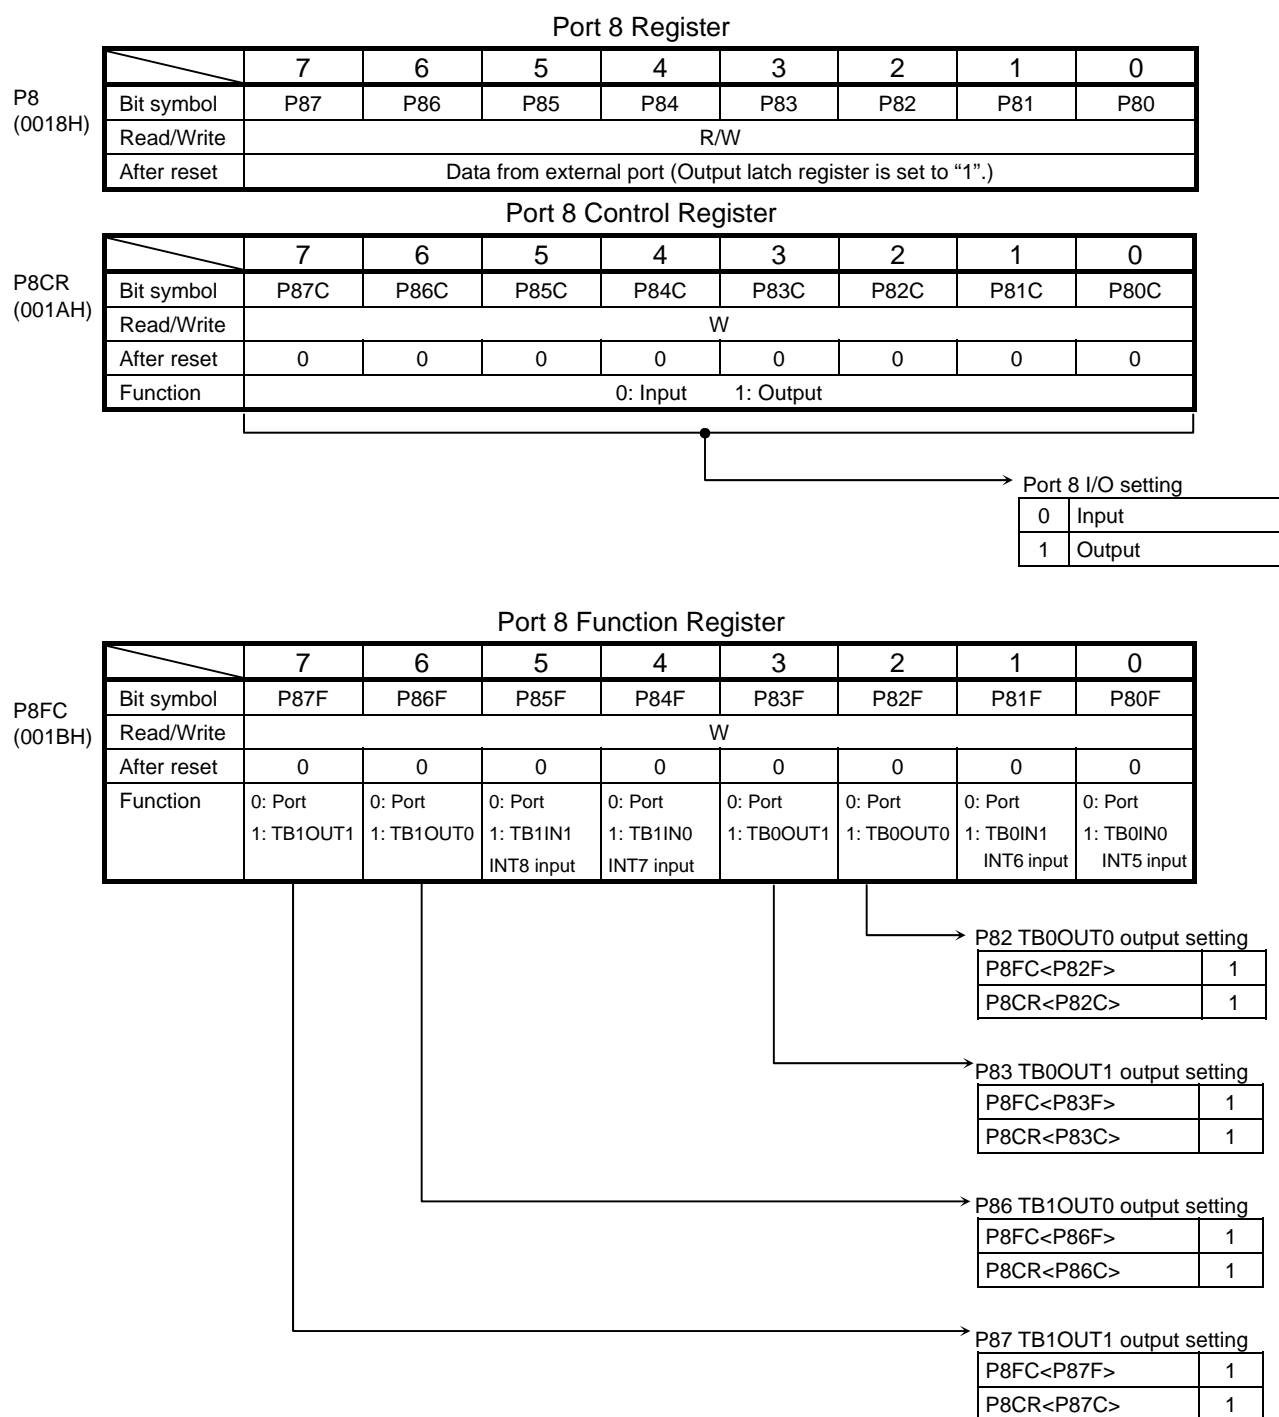 Port 8 Register
7 6 5 4 3 2 1 0
P8
(0018H)
Bit symbol P87 P86 P85 P84 P83 P82 P81 P80
Read/Write R/W
After reset Data from external port (Output latch register is set to “1”.)
Port 8 Control Register
7 6 5 4 3 2 1 0
P8CR
(001AH)
Bit symbol P87C P86C P85C P84C P83C P82C P81C P80C
Read/Write W
After reset 0 0 0 0 0 0 0 0
Function 0: Input 1: Output
Port 8 I/O setting
0 Input
1 Output
Port 8 Function Register
7 6 5 4 3 2 1 0
P8FC
(001BH)
Bit symbol P87F P86F P85F P84F P83F P82F P81F P80F
Read/Write W
After reset 0 0 0 0 0 0 0 0
Function 0: Port 0: Port 0: Port 0: Port 0: Port 0: Port 0: Port 0: Port
1: TB1OUT1 1: TB1OUT0 1: TB1IN1 1: TB1IN0 1: TB0OUT1 1: TB0OUT0 1: TB0IN1 1: TB0IN0
INT8 input INT7 input INT6 input INT5 input
P82 TB0OUT0 output setting
P8FC<P82F> 1
P8CR<P82C> 1
P83 TB0OUT1 output setting
P8FC<P83F> 1
P8CR<P83C> 1
P86 TB1OUT0 output setting
P8FC<P86F> 1
P8CR<P86C> 1
P87 TB1OUT1 output setting
P8FC<P87F> 1
P8CR<P87C> 1